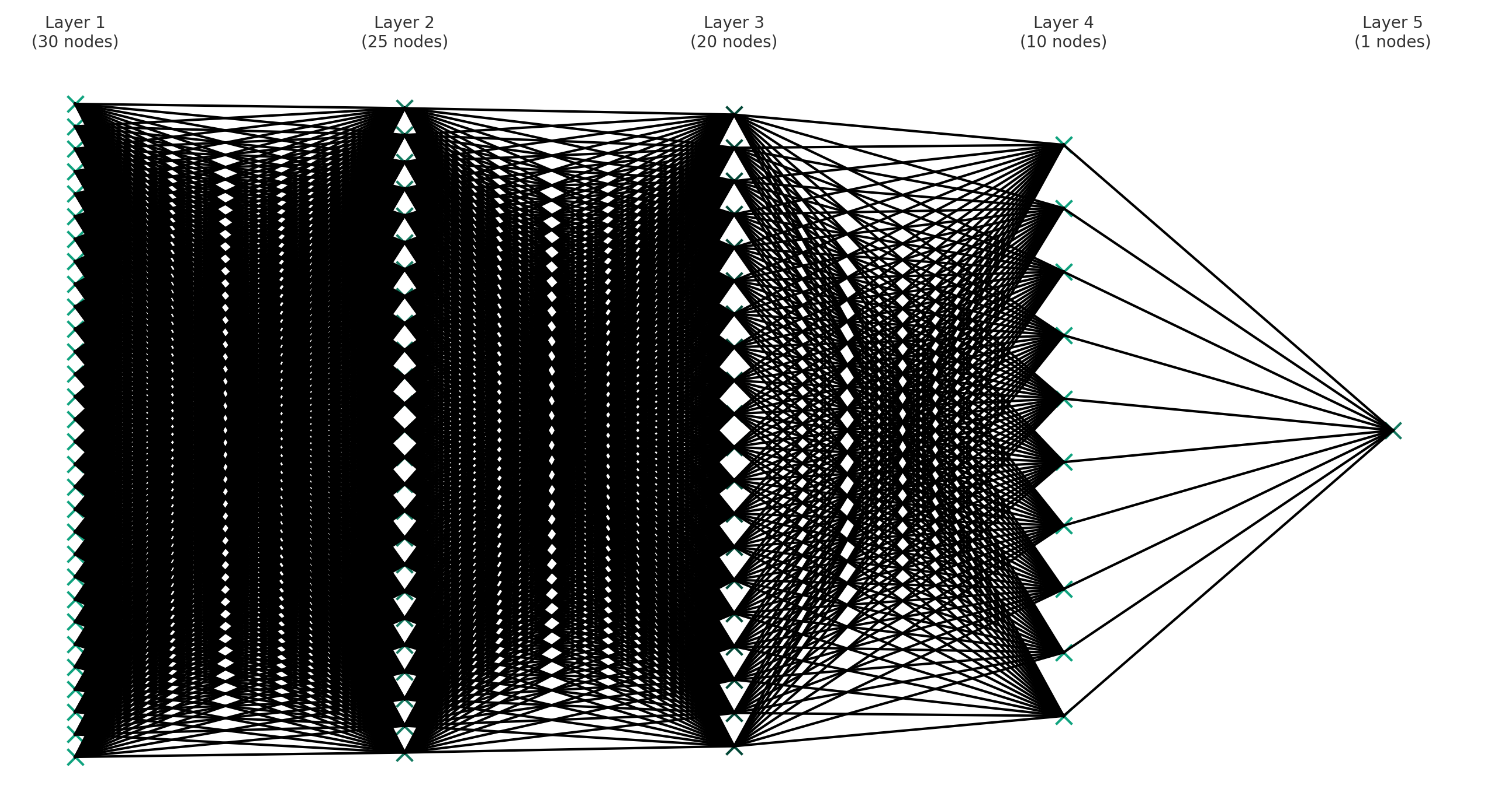 Layer 1
(30 nodes)
Layer 2
(25 nodes)
Layer 3
(20 nodes)
Layer 4
(10 nodes)
Layer 5
(1 nodes)